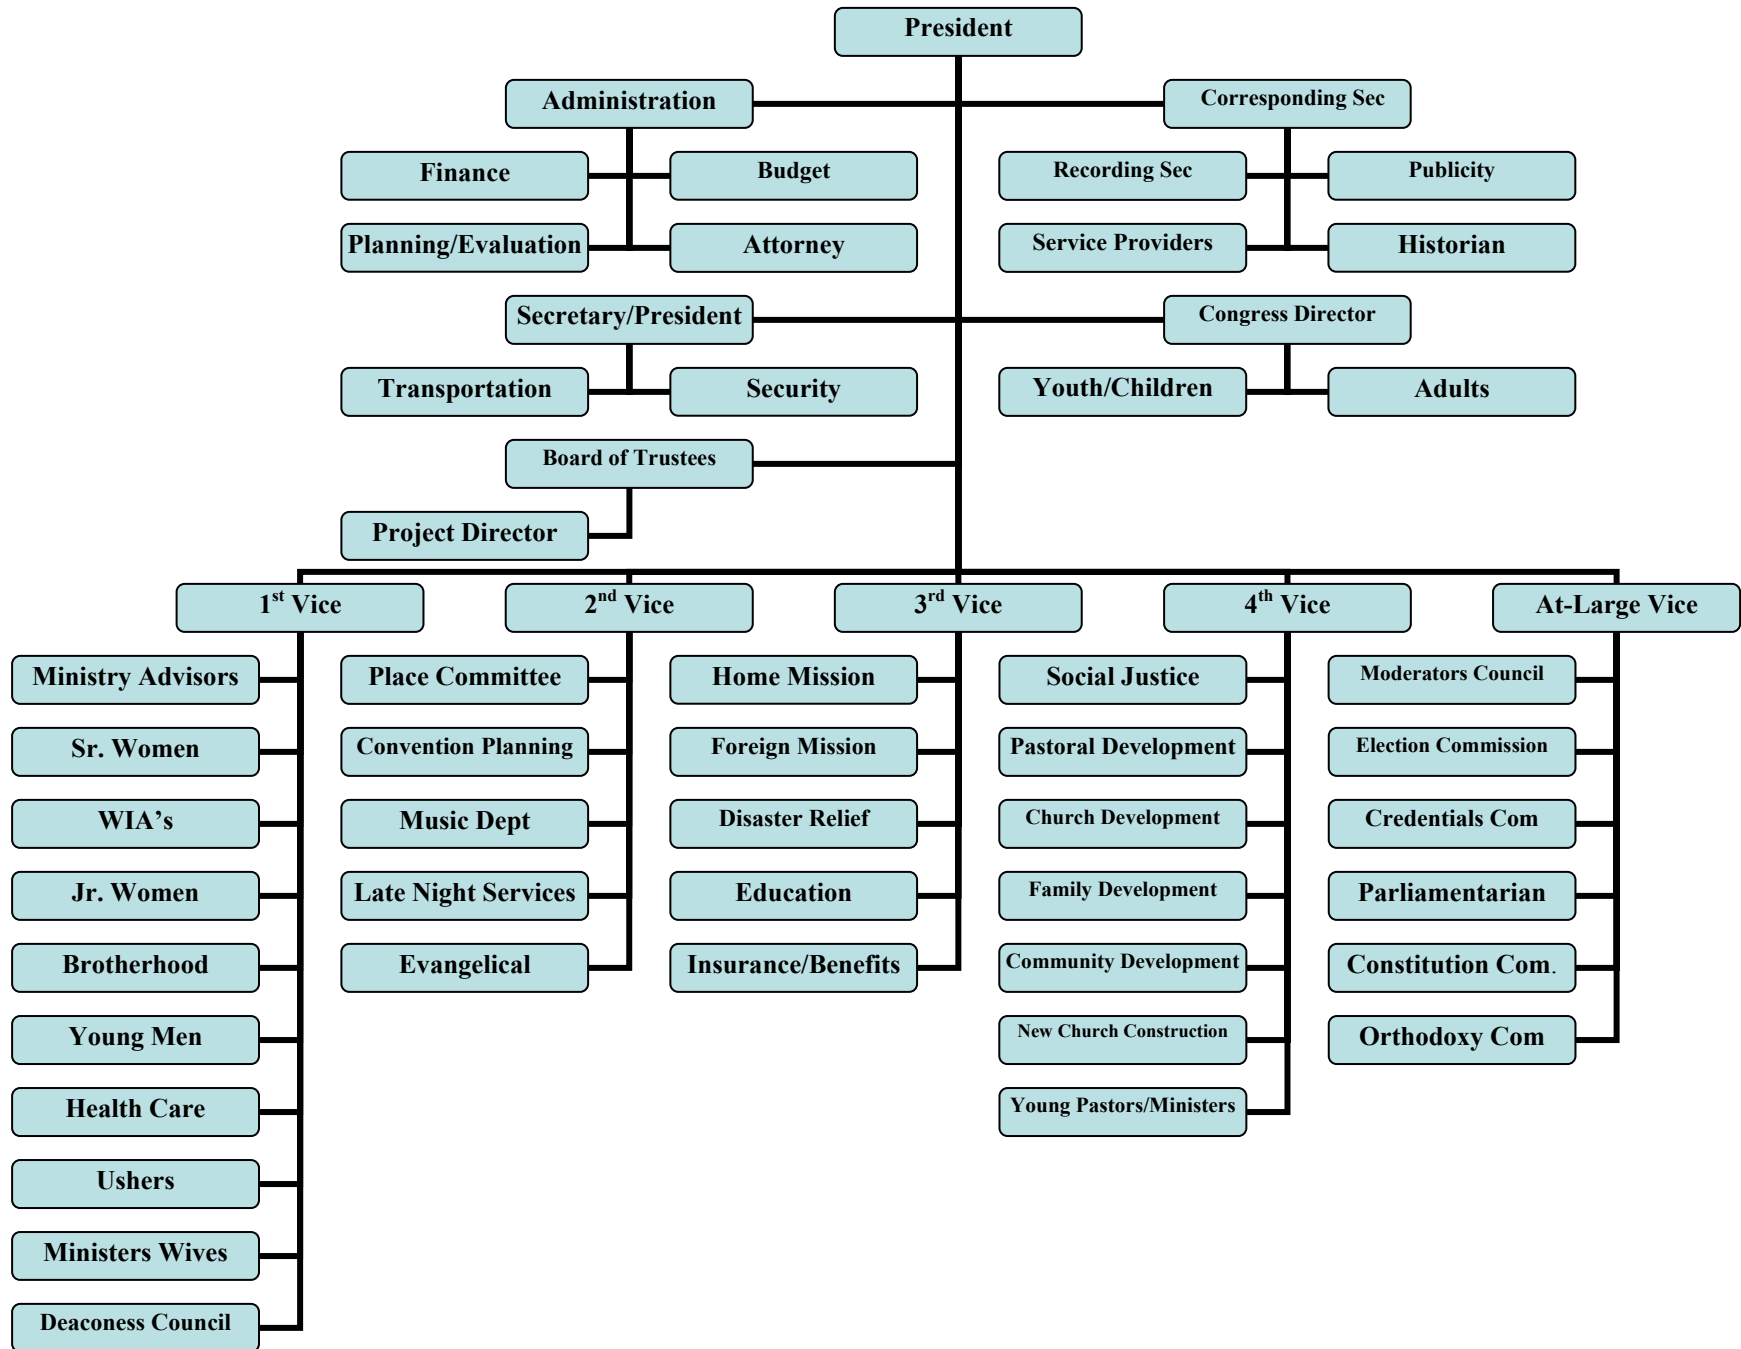 President
Administration
Corresponding Sec
Finance
Budget
Recording Sec
Publicity
Planning/Evaluation
Attorney
Service Providers
Historian
Secretary/President
Congress Director
Transportation
Security
Youth/Children
Adults
Board of Trustees
Project Director
1st Vice
2nd Vice
3rd Vice
4th Vice
At-Large Vice
Ministry Advisors
Place Committee
Home Mission
Social Justice
Moderators Council
Sr. Women
Convention Planning
Foreign Mission
Pastoral Development
Election Commission
WIA’s
Music Dept
Disaster Relief
Church Development
Credentials Com
Jr. Women
Late Night Services
Education
Family Development
Parliamentarian
Brotherhood
Evangelical
Insurance/Benefits
Community Development
Constitution Com.
Young Men
New Church Construction
Orthodoxy Com
Health Care
Young Pastors/Ministers
Ushers
Ministers Wives
Deaconess Council